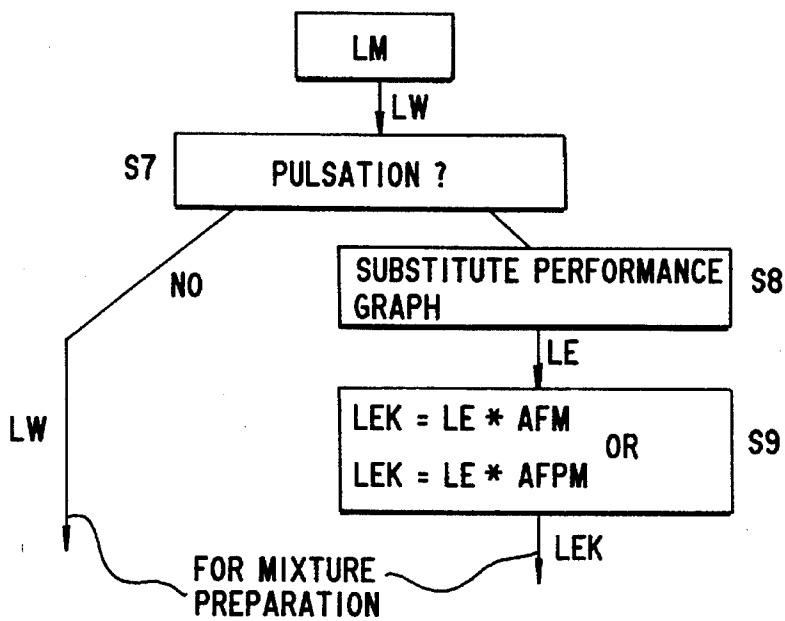 LM
LW
S7
PULSATION ?
NO
SUBSTITUTE PERFORMANCE
GRAPH
S8
LE
LW
LEK = LE * AFM
OR
LEK = LE * AFPM
S9
LEK
FOR MIXTURE
PREPARATION